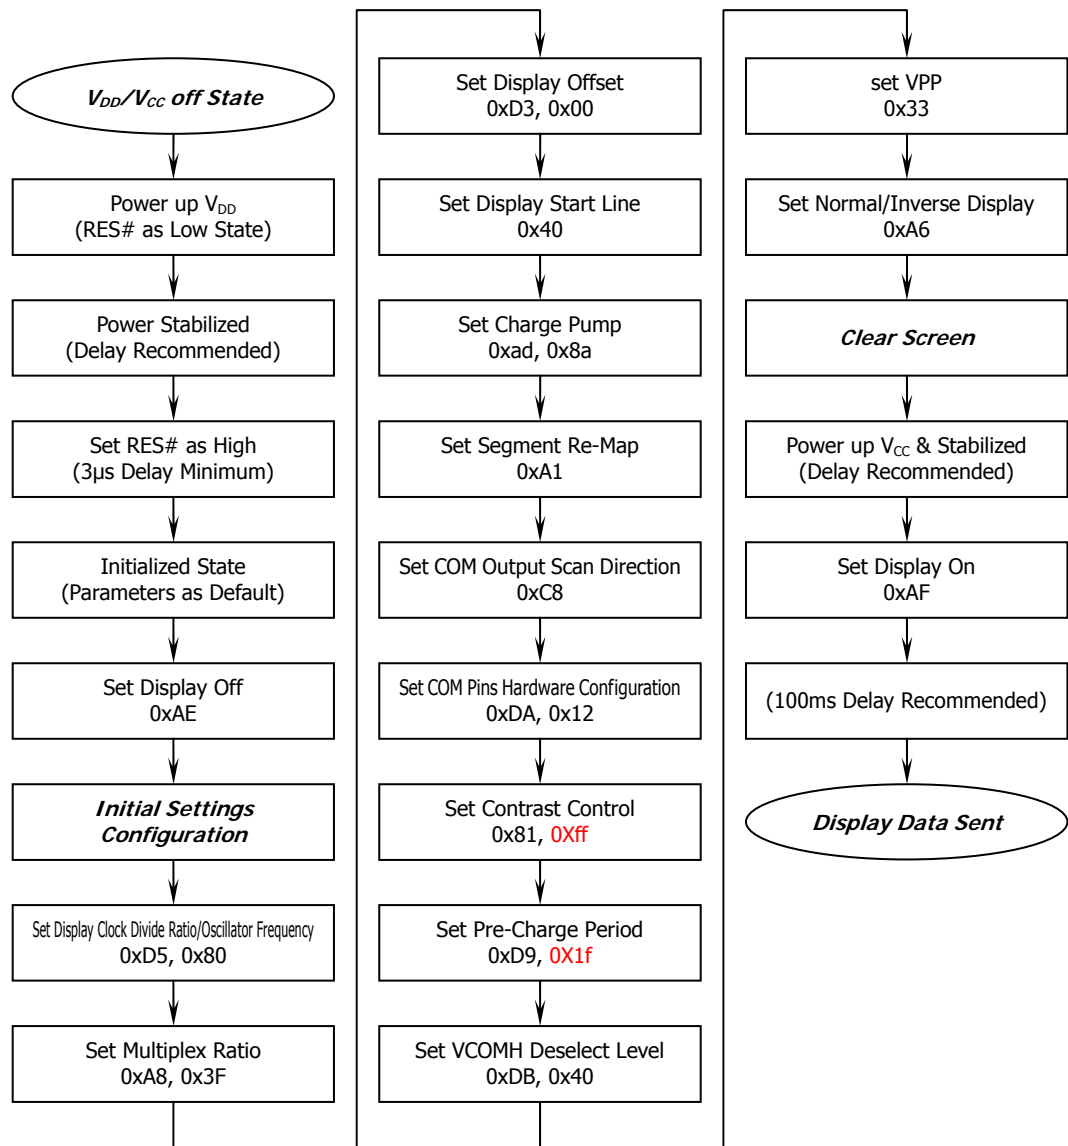 V_DD/V_CC off State
Power up V_DD
(RES# as Low State)
Power Stabilized
(Delay Recommended)
Set RES# as High
(3μs Delay Minimum)
Initialized State
(Parameters as Default)
Set Display Off
0xAE
Initial Settings
Configuration
Set Display Clock Divide Ratio/Oscillator Frequency
0xD5, 0x80
Set Multiplex Ratio
0xA8, 0x3F
Set Display Offset
0xD3, 0x00
Set Display Start Line
0x40
Set Charge Pump
0xad, 0x8a
Set Segment Re-Map
0xA1
Set COM Output Scan Direction
0xC8
Set COM Pins Hardware Configuration
0xDA, 0x12
Set Contrast Control
0x81, 0Xff
Set Pre-Charge Period
0xD9, 0X1f
Set VCOMH Deselect Level
0xDB, 0x40
set VPP
0x33
Set Normal/Inverse Display
0xA6
Clear Screen
Power up V_CC & Stabilized
(Delay Recommended)
Set Display On
0xAF
(100ms Delay Recommended)
Display Data Sent